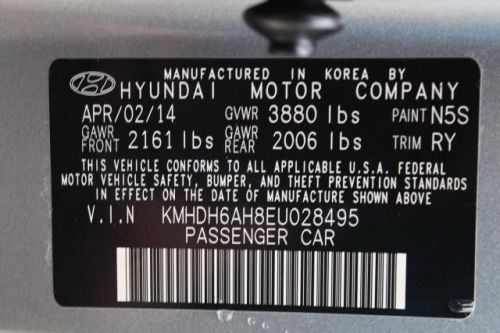 MANUFACTURED IN KOREA BY
HYUNDAI MOTOR COMPANY
APR/02/14 GVWR 3880 lbs PAINT N5S
GAWR FRONT 2161 lbs GAWR REAR 2006 lbs TRIM RY
THIS VEHICLE CONFORMS TO ALL APPLICABLE U.S.A. FEDERAL
MOTOR VEHICLE SAFETY, BUMPER, AND THEFT PREVENTION STANDARDS
IN EFFECT ON THE DATE OF MANUFACTURE SHOWN ABOVE.
V.I.N KMHDH6AH8EU028495
PASSENGER CAR